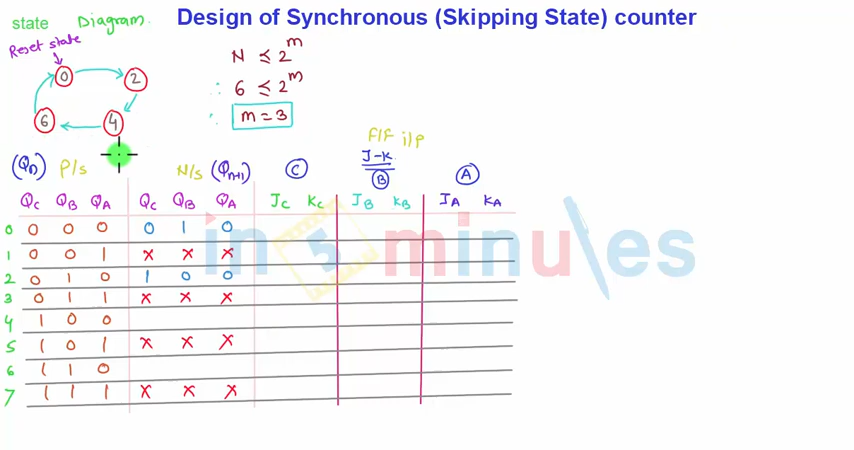 Design of Synchronous (Skipping State) counter
state Diagram.
Reset state
0 2
6 4
N ≤ 2^m
∴ 6 ≤ 2^m
∴ m = 3
F/F i/p
(Qn) P/s N/s (Qn+1) C J-K B A
QC QB QA QC QB QA JC KC JB KB JA KA
0 0 0 0 0 1 0
1 0 0 1 x x x
2 0 1 0 1 0 0
3 0 1 1 x x x
4 1 0 0
5 1 0 1 x x x
6 1 1 0
7 1 1 1 x x x
in 5 minutes